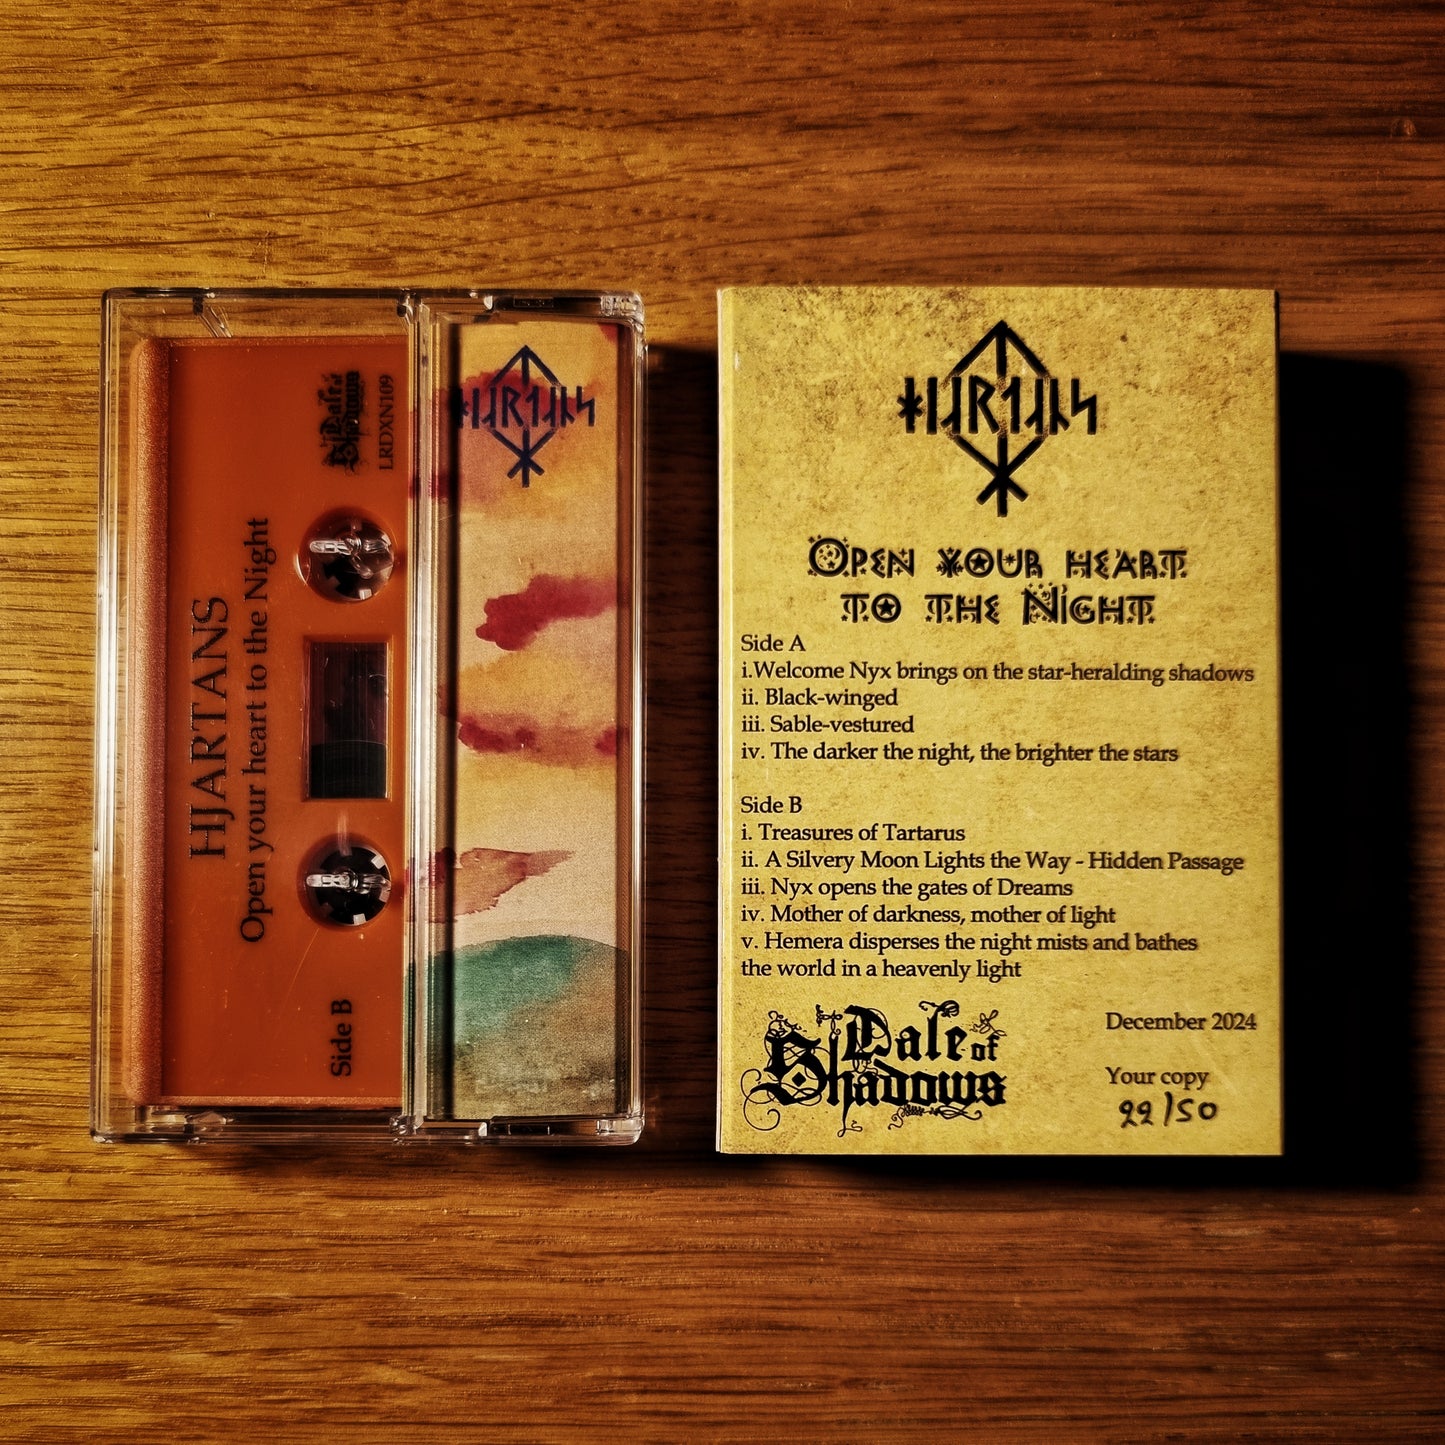 Tale of
Shadows
LRDXN109
HJARTANS
Open your heart to the Night
Side B
ᚼᛁᛅᚱᛏᛅᚾᛋ
ᚼᛁᛅᚱᛏᛅᚾᛋ
Open your heart
to the Night
Side A
i.Welcome Nyx brings on the star-heralding shadows
ii. Black-winged
iii. Sable-vestured
iv. The darker the night, the brighter the stars
Side B
i. Treasures of Tartarus
ii. A Silvery Moon Lights the Way - Hidden Passage
iii. Nyx opens the gates of Dreams
iv. Mother of darkness, mother of light
v. Hemera disperses the night mists and bathes
the world in a heavenly light
Tale of
Shadows
December 2024
Your copy
22/50